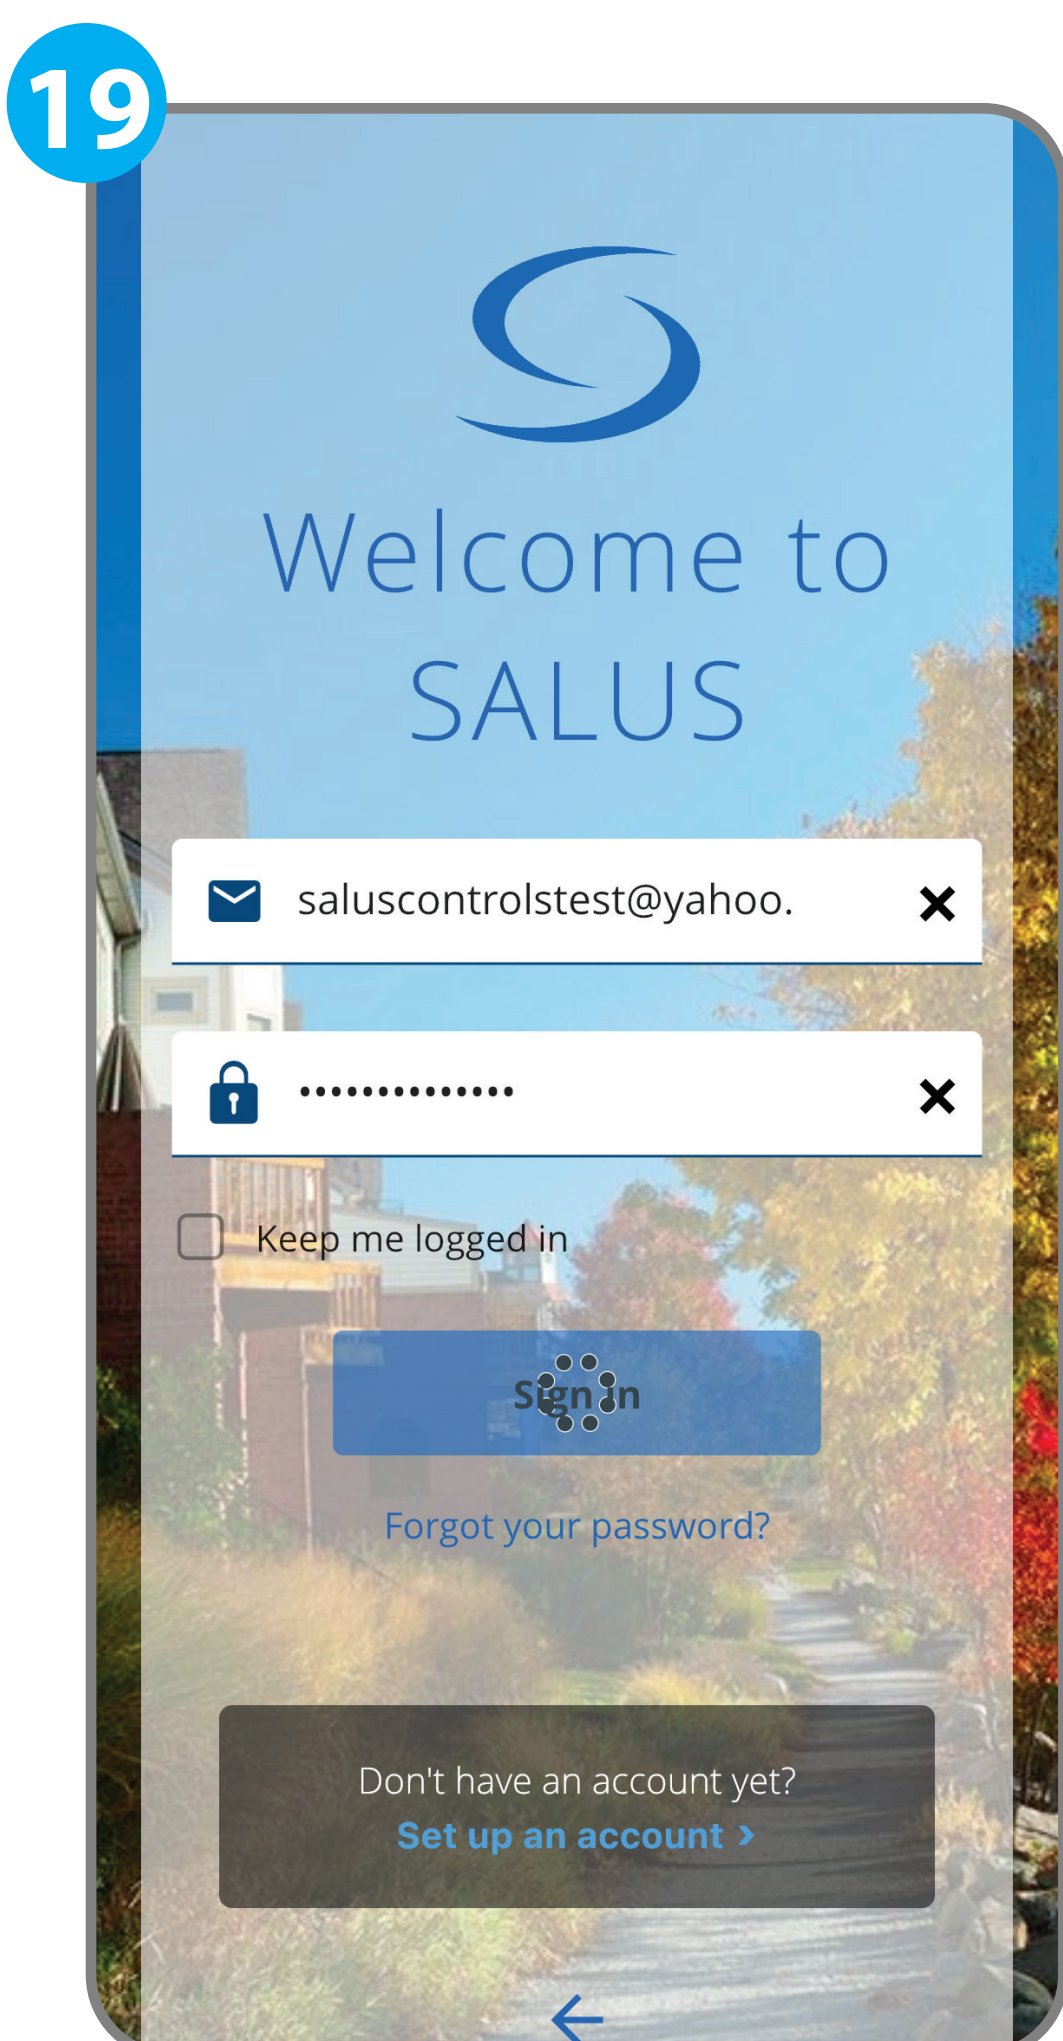 19
Welcome to
SALUS
saluscontrolstest@yahoo.
••••••••••••••
Keep me logged in
Sign in
Forgot your password?
Don't have an account yet?
Set up an account ›